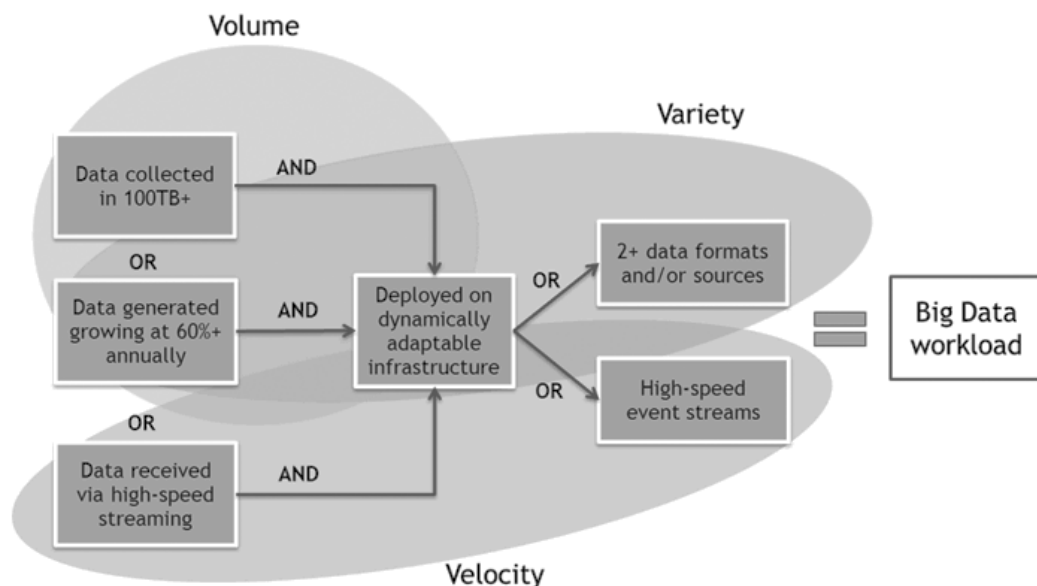 Volume
Variety
Data collected
in 100TB+
AND
OR
Data generated
growing at 60%+
annually
AND
Deployed on
dynamically
adaptable
infrastructure
OR
2+ data formats
and/or sources
OR
High-speed
event streams
Big Data
workload
OR
Data received
via high-speed
streaming
AND
Velocity